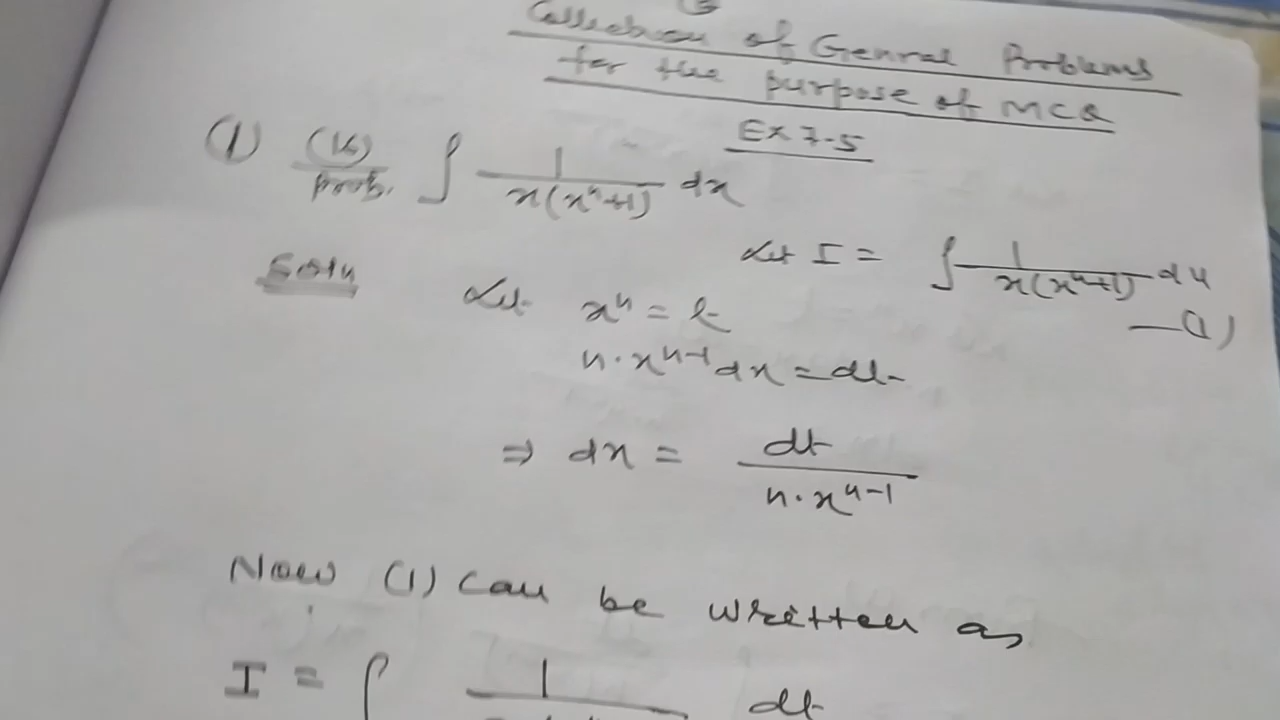 Collection of Genral Problems
for the purpose of MCQ
Ex 7.5
(1) (16) prob. ∫ 1/x(xⁿ+1) dx
Soln
Let I = ∫ 1/x(xⁿ+1) dx —(1)
Let xⁿ = t
n·xⁿ⁻¹dx = dt
⇒ dx = dt/n·xⁿ⁻¹
Now (1) can be written as
I = ∫ 1 dt